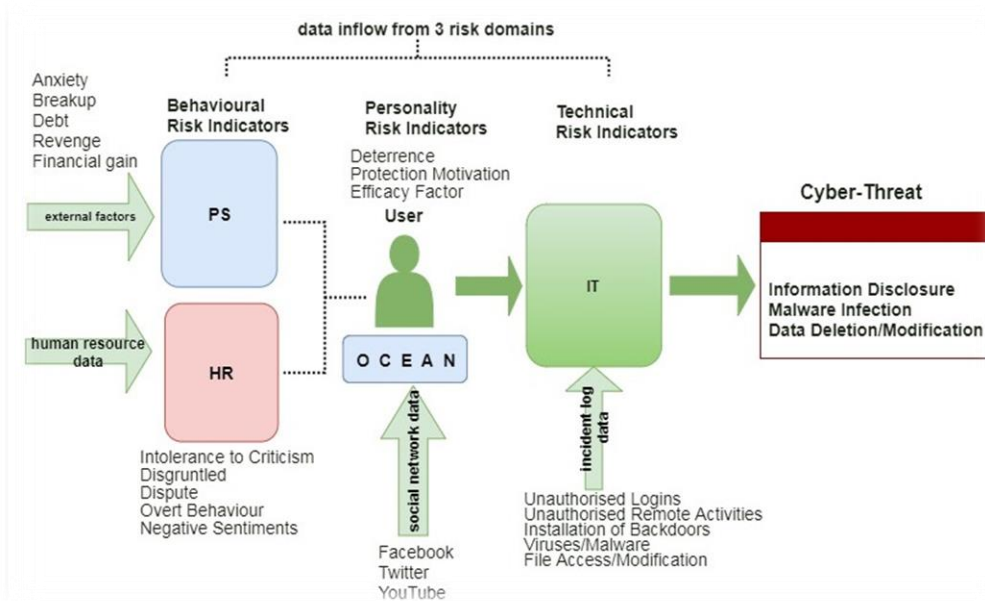 data inflow from 3 risk domains
Anxiety
Breakup
Debt
Revenge
Financial gain
external factors
human resource
data
Behavioural
Risk Indicators
PS
HR
Intolerance to Criticism
Disgruntled
Dispute
Overt Behaviour
Negative Sentiments
Personality
Risk Indicators
Deterrence
Protection Motivation
Efficacy Factor
User
O C E A N
social network data
Facebook
Twitter
YouTube
Technical
Risk Indicators
IT
incident log
data
Unauthorised Logins
Unauthorised Remote Activities
Installation of Backdoors
Viruses/Malware
File Access/Modification
Cyber-Threat
Information Disclosure
Malware Infection
Data Deletion/Modification